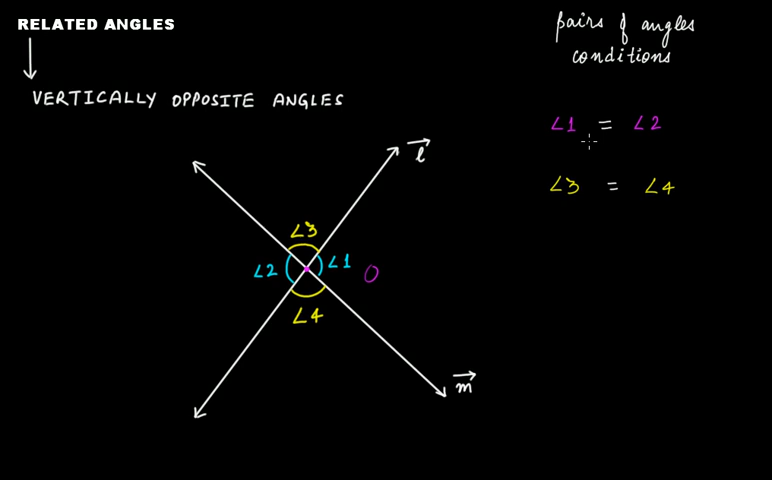 RELATED ANGLES
pairs of angles
conditions
VERTICALLY OPPOSITE ANGLES
∠1 = ∠2
l
∠3 = ∠4
∠3
∠2
∠1
O
∠4
m